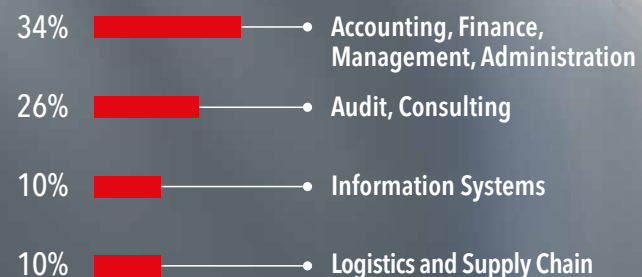 34%
Accounting, Finance,
Management, Administration
26%
Audit, Consulting
10%
Information Systems
10%
Logistics and Supply Chain